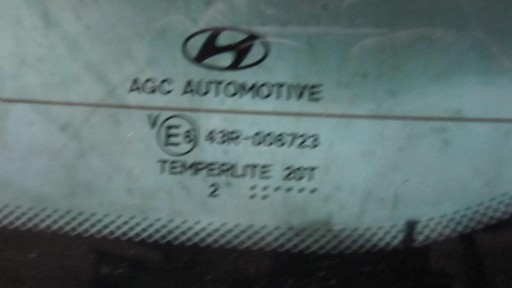 AGC AUTOMOTIVE
V E6 43R-006723
TEMPERLITE 20T
2